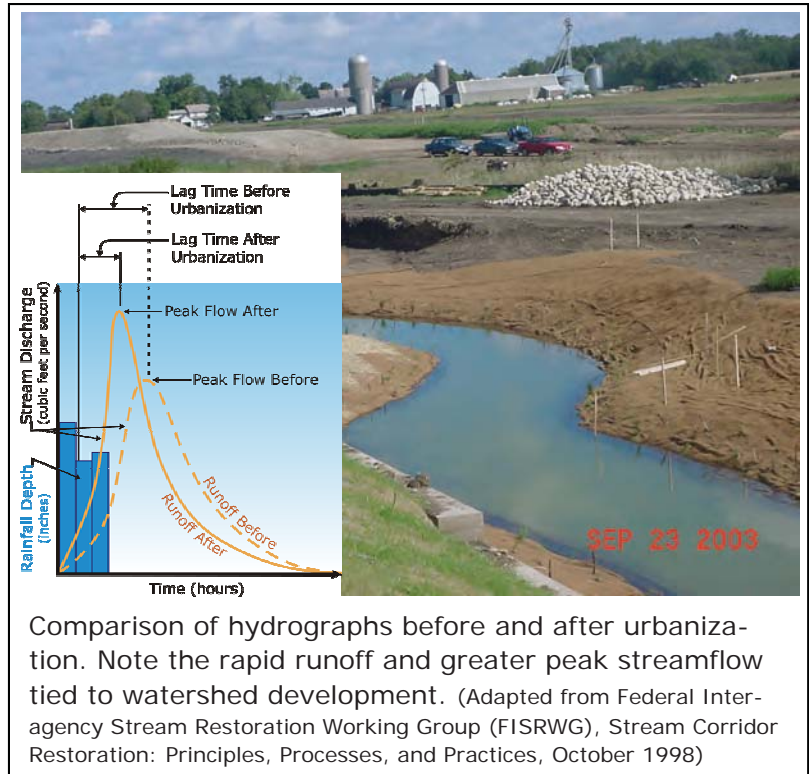 Lag Time Before
Urbanization
Lag Time After
Urbanization
Peak Flow After
Peak Flow Before
Stream Discharge
(cubic feet per second)
Rainfall Depth
(inches)
Runoff Before
Runoff After
Time (hours)
SEP 23 2003
Comparison of hydrographs before and after urbaniza-
tion. Note the rapid runoff and greater peak streamflow
tied to watershed development. (Adapted from Federal Inter-
agency Stream Restoration Working Group (FISRWG), Stream Corridor
Restoration: Principles, Processes, and Practices, October 1998)